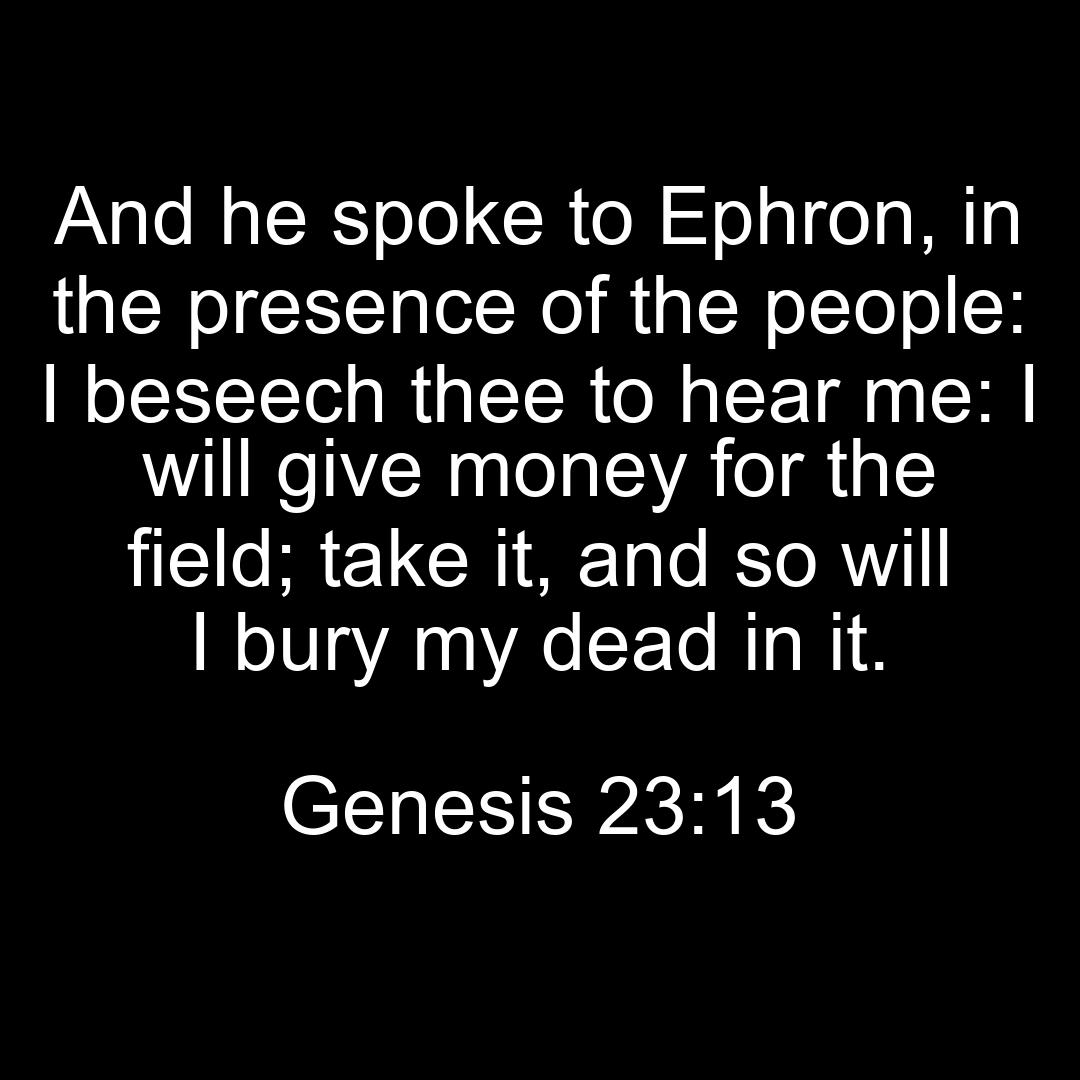 And he spoke to Ephron, in
the presence of the people:
I beseech thee to hear me: I
will give money for the
field; take it, and so will
I bury my dead in it.
Genesis 23:13